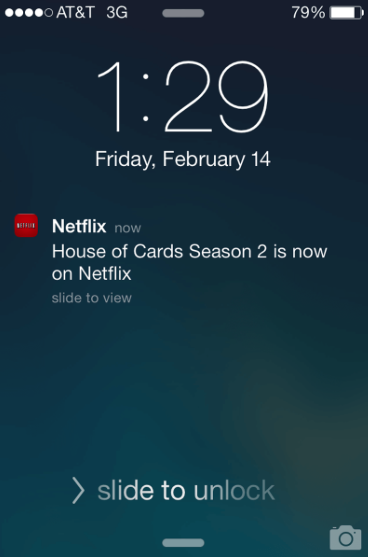 AT&T 3G 79%
1:29
Friday, February 14
NETFLIX
Netflix now
House of Cards Season 2 is now
on Netflix
slide to view
slide to unlock